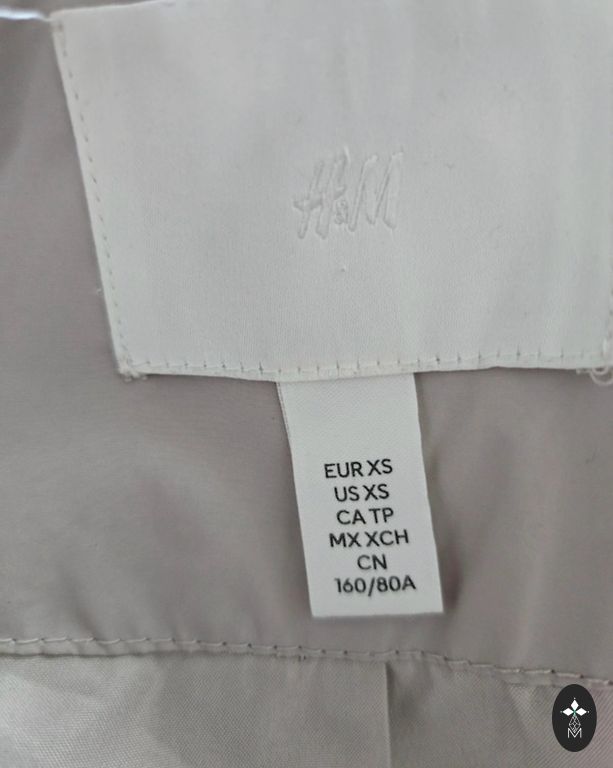 H&M
EUR XS
US XS
CA TP
MX XCH
CN
160/80A
M